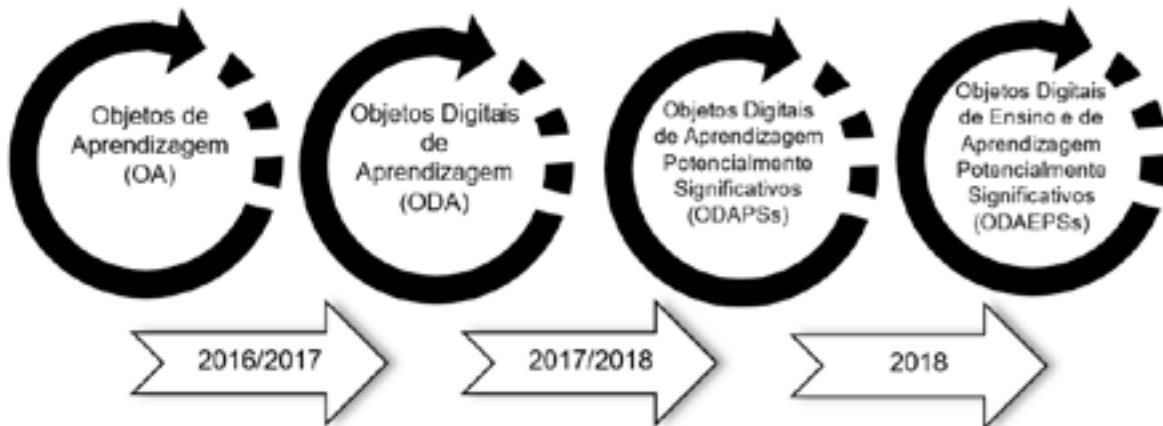 Objetos de
Aprendizagem
(OA)
Objetos Digitais
de
Aprendizagem
(ODA)
Objetos Digitais
de Aprendizagem
Potencialmente
Significativos
(ODAPSs)
Objetos Digitais
de Ensino e de
Aprendizagem
Potencialmente
Significativos
(ODAEPSs)
2016/2017
2017/2018
2018